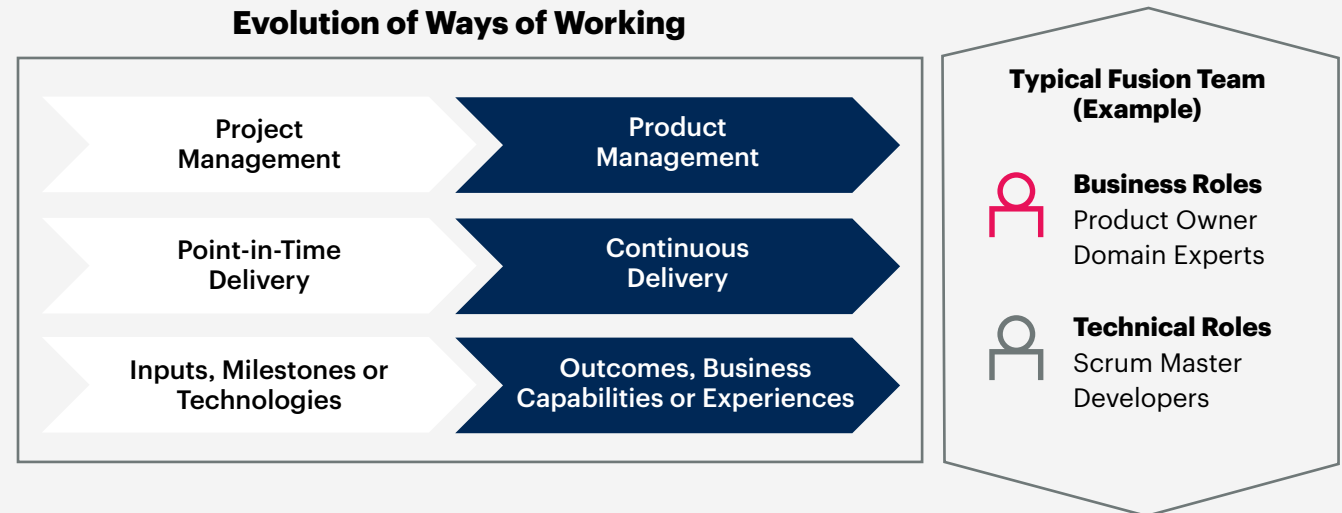 Evolution of Ways of Working
Project
Management
Product
Management
Point-in-Time
Delivery
Continuous
Delivery
Inputs, Milestones or
Technologies
Outcomes, Business
Capabilities or Experiences
Typical Fusion Team
(Example)
Business Roles
Product Owner
Domain Experts
Technical Roles
Scrum Master
Developers